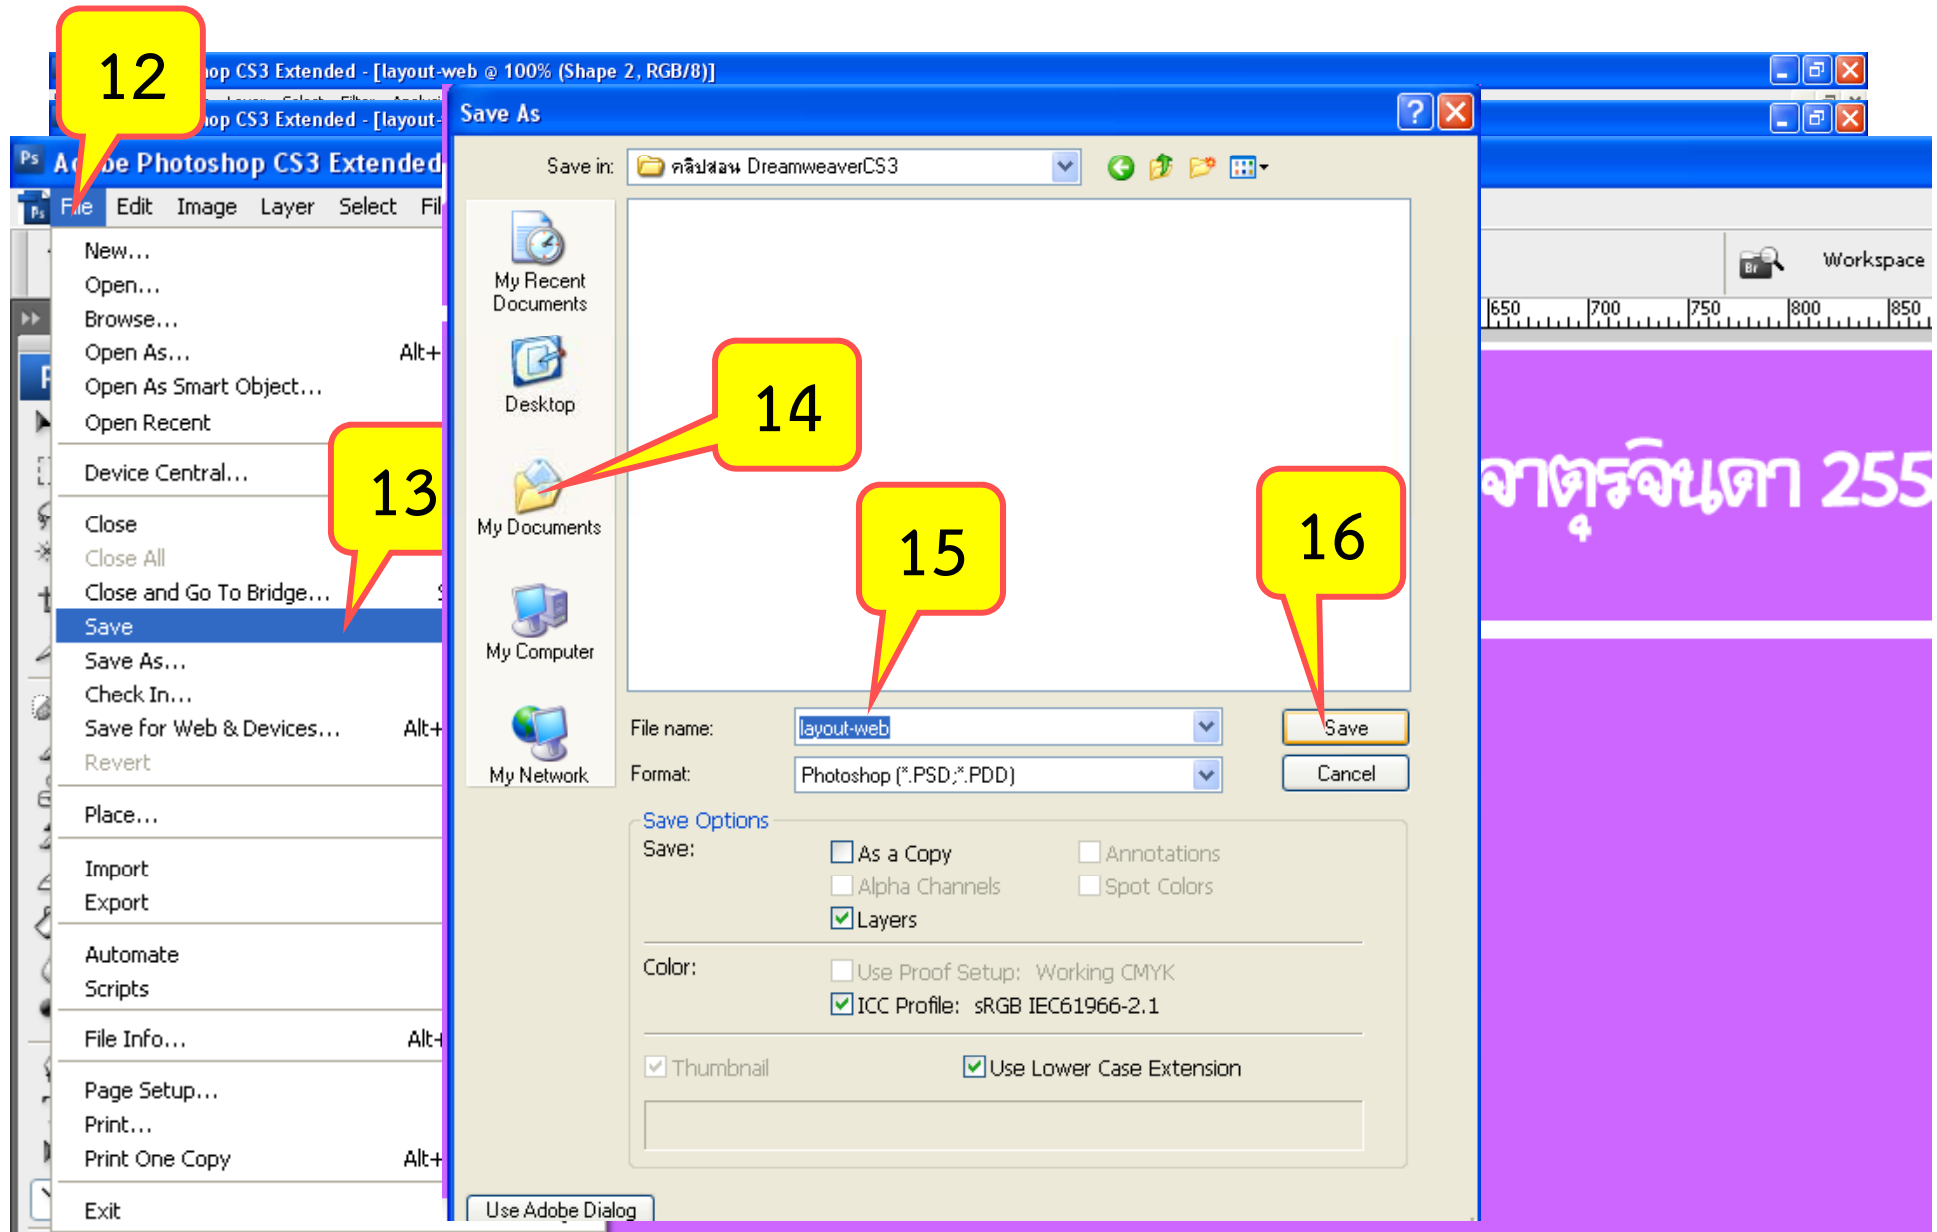 12
op CS3 Extended - [layout-web @ 100% (Shape 2, RGB/8)]
op CS3 Extended - [layout-
Adobe Photoshop CS3 Extended
File Edit Image Layer Select Fil
New...
Open...
Browse...
Open As... Alt+
Open As Smart Object...
Open Recent
Device Central...
13
Close
Close All
Close and Go To Bridge...
Save
Save As...
Check In...
Save for Web & Devices... Alt+
Revert
Place...
Import
Export
Automate
Scripts
File Info... Alt+
Page Setup...
Print...
Print One Copy Alt+
Exit
Save As
Save in: คลิปสอน DreamweaverCS3
My Recent
Documents
Desktop
My Documents
My Computer
My Network
14
15
16
File name: layout-web Save
Format: Photoshop (*.PSD;*.PDD) Cancel
Save Options
Save: As a Copy Annotations
Alpha Channels Spot Colors
Layers
Color: Use Proof Setup: Working CMYK
ICC Profile: sRGB IEC61966-2.1
Thumbnail Use Lower Case Extension
Use Adobe Dialog
Br Workspace
650 700 750 800 850
จาตุรจินดา 255